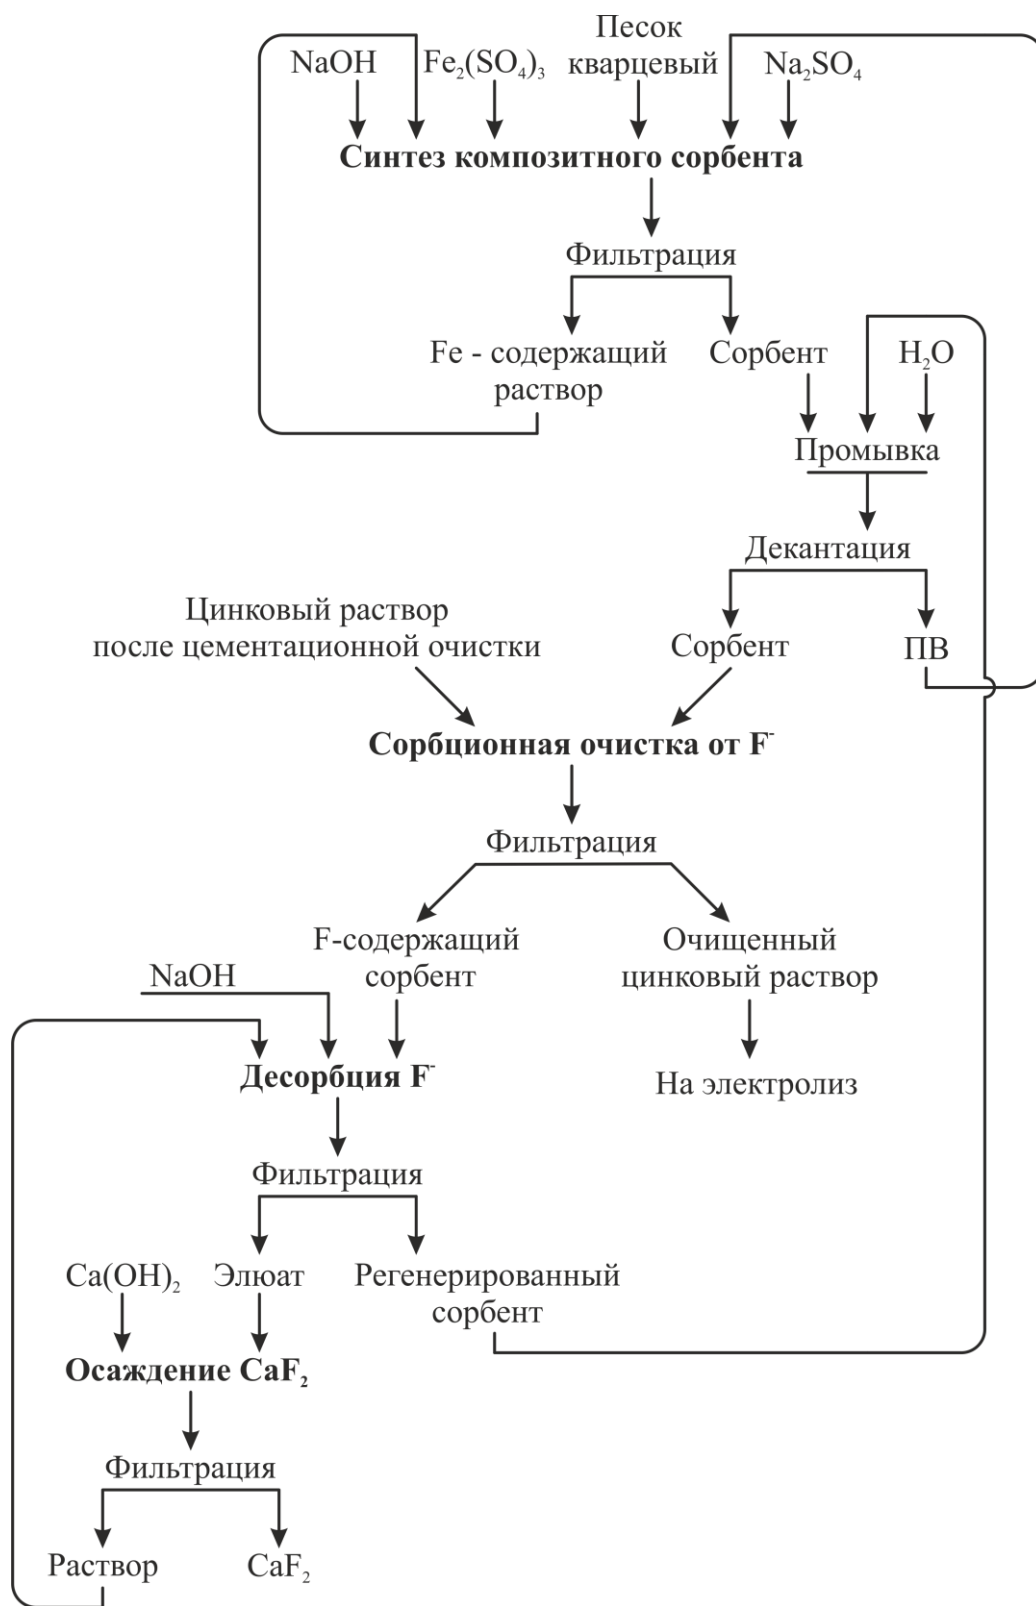 NaOH
Fe₂(SO₄)₃
Песок
кварцевый
Na₂SO₄
Синтез композитного сорбента
Фильтрация
Fe - содержащий
раствор
Сорбент
H₂O
Промывка
Декантация
Цинковый раствор
после цементационной очистки
Сорбент
ПВ
Сорбционная очистка от F⁻
Фильтрация
F-содержащий
сорбент
Очищенный
цинковый раствор
NaOH
Десорбция F⁻
На электролиз
Фильтрация
Ca(OH)₂
Элюат
Регенерированный
сорбент
Осаждение CaF₂
Фильтрация
Раствор
CaF₂